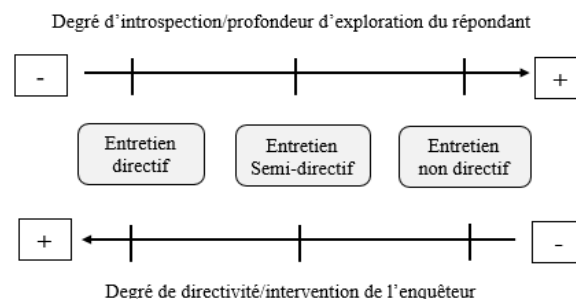 Degré d’introspection/profondeur d’exploration du répondant
-
+
Entretien
directif
Entretien
Semi-directif
Entretien
non directif
+
-
Degré de directivité/intervention de l’enquêteur